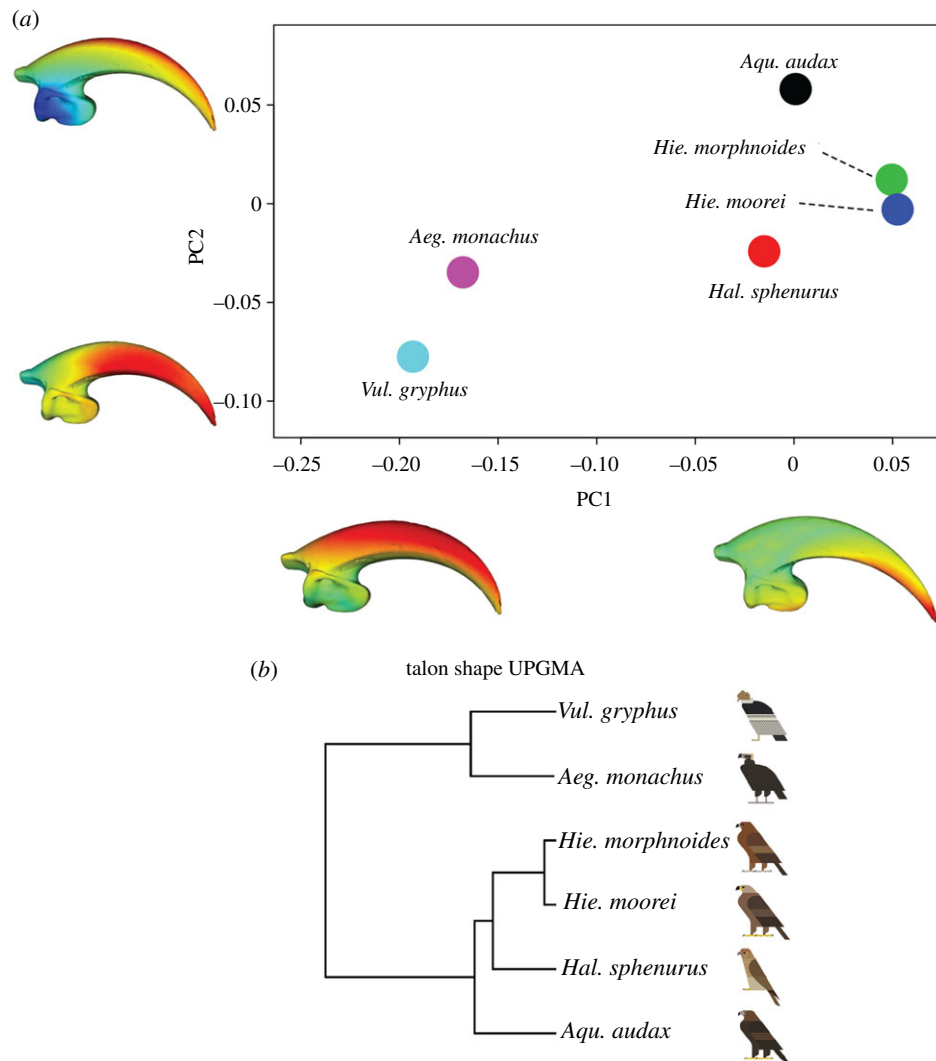 (a)
Aqu. audax
Hie. morphnoides
Hie. moorei
Aeg. monachus
Hal. sphenurus
Vul. gryphus
PC2
0.05
0
−0.05
−0.10
−0.25
−0.20
−0.15
−0.10
−0.05
0
0.05
PC1
(b)
talon shape UPGMA
Vul. gryphus
Aeg. monachus
Hie. morphnoides
Hie. moorei
Hal. sphenurus
Aqu. audax